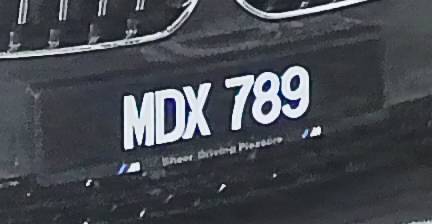 MDX 789
Sheer Driving Pleasure